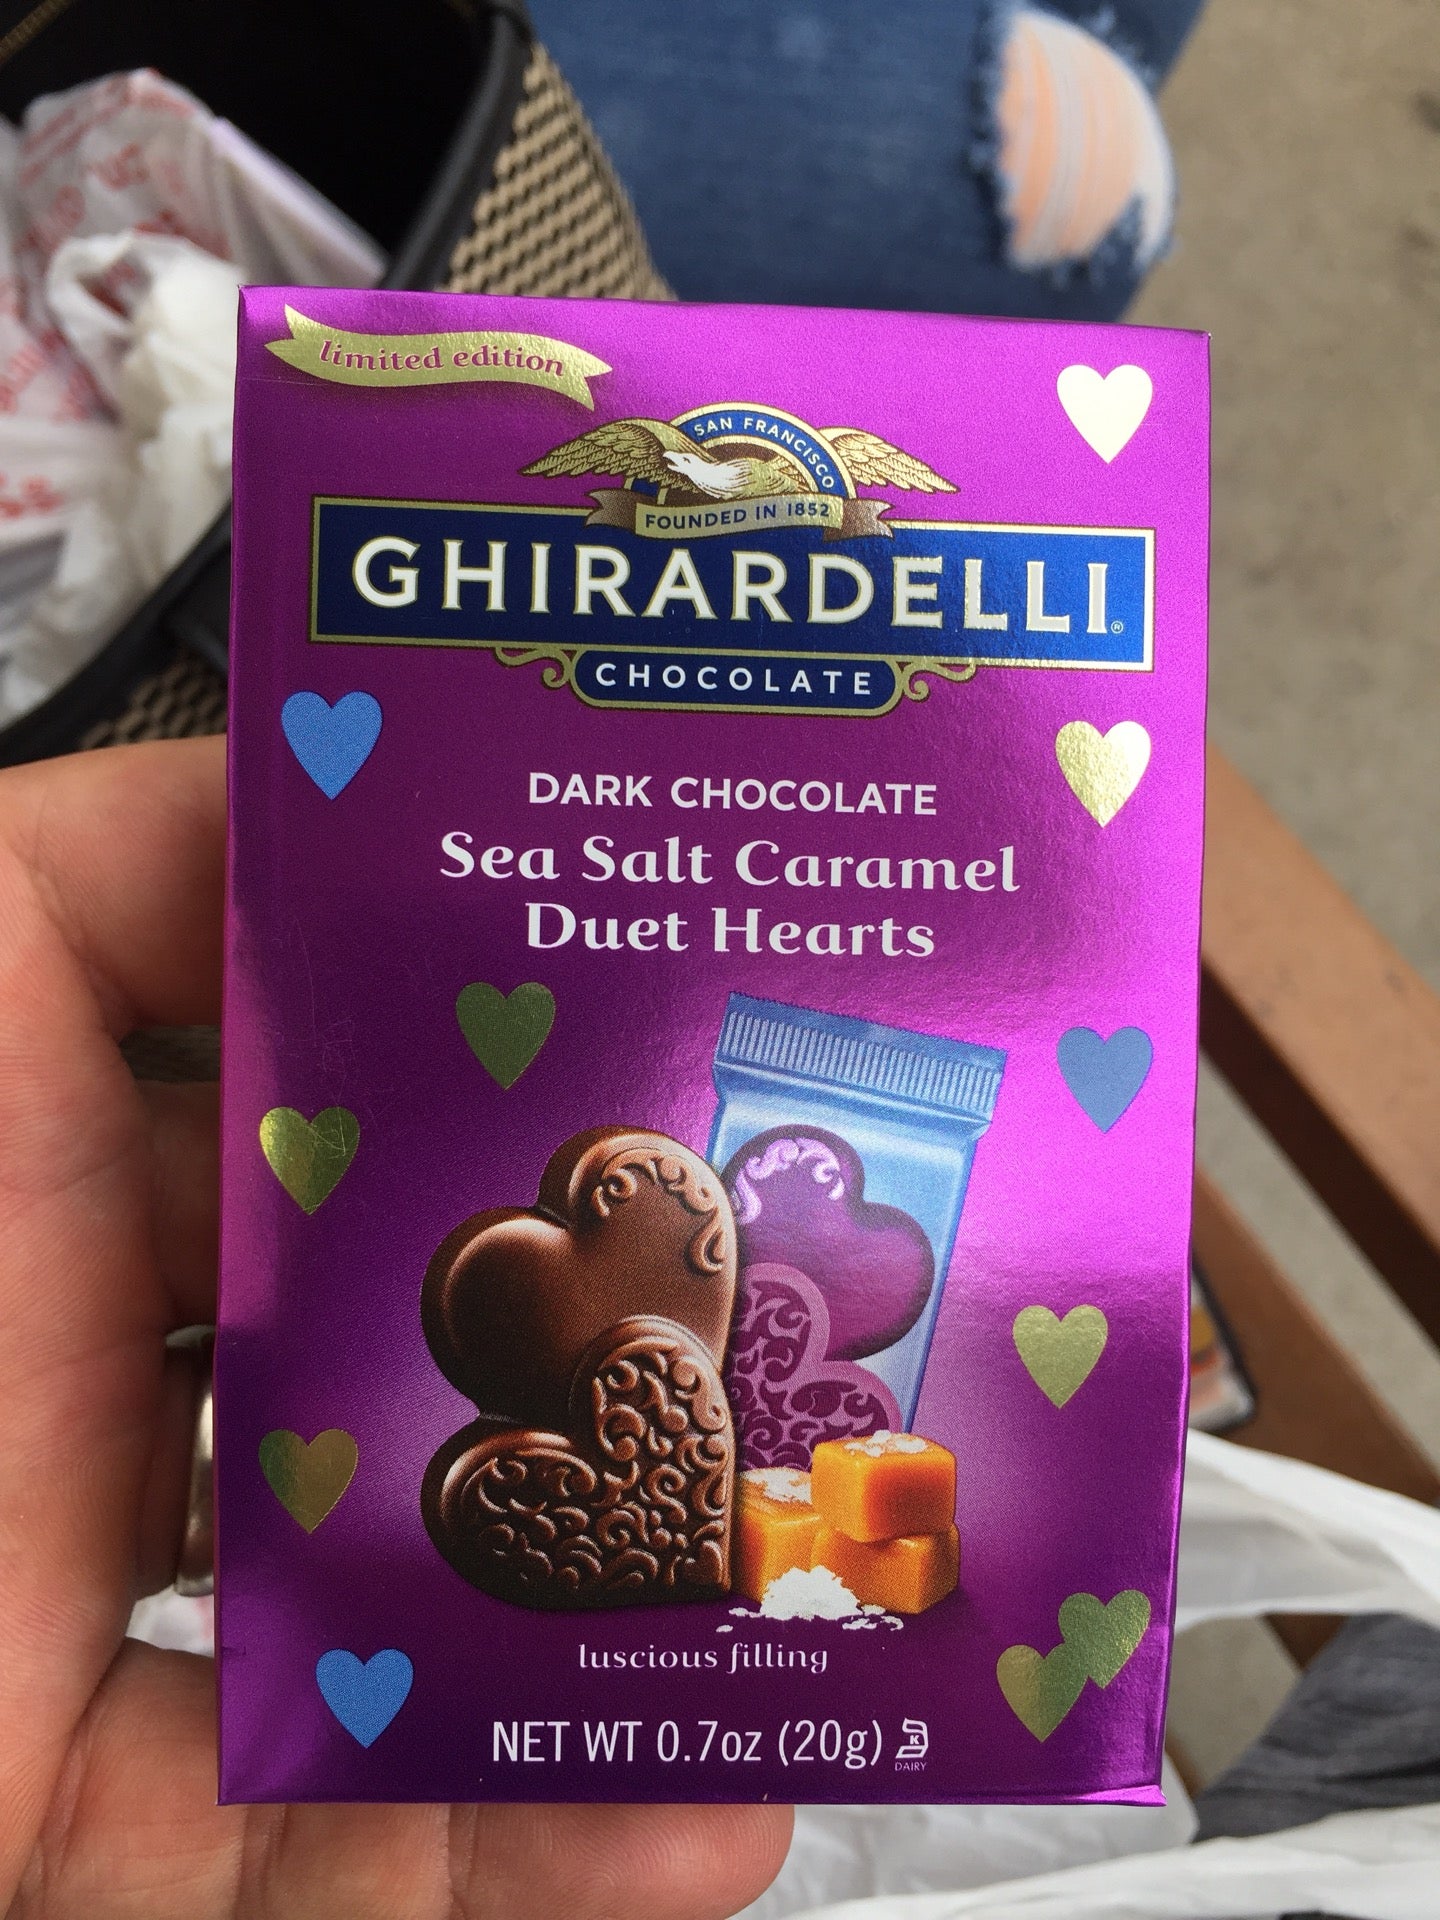 limited edition
SAN FRANCISCO
FOUNDED IN 1852
GHIRARDELLI®
CHOCOLATE
DARK CHOCOLATE
Sea Salt Caramel
Duet Hearts
luscious filling
NET WT 0.7oz (20g) K
DAIRY